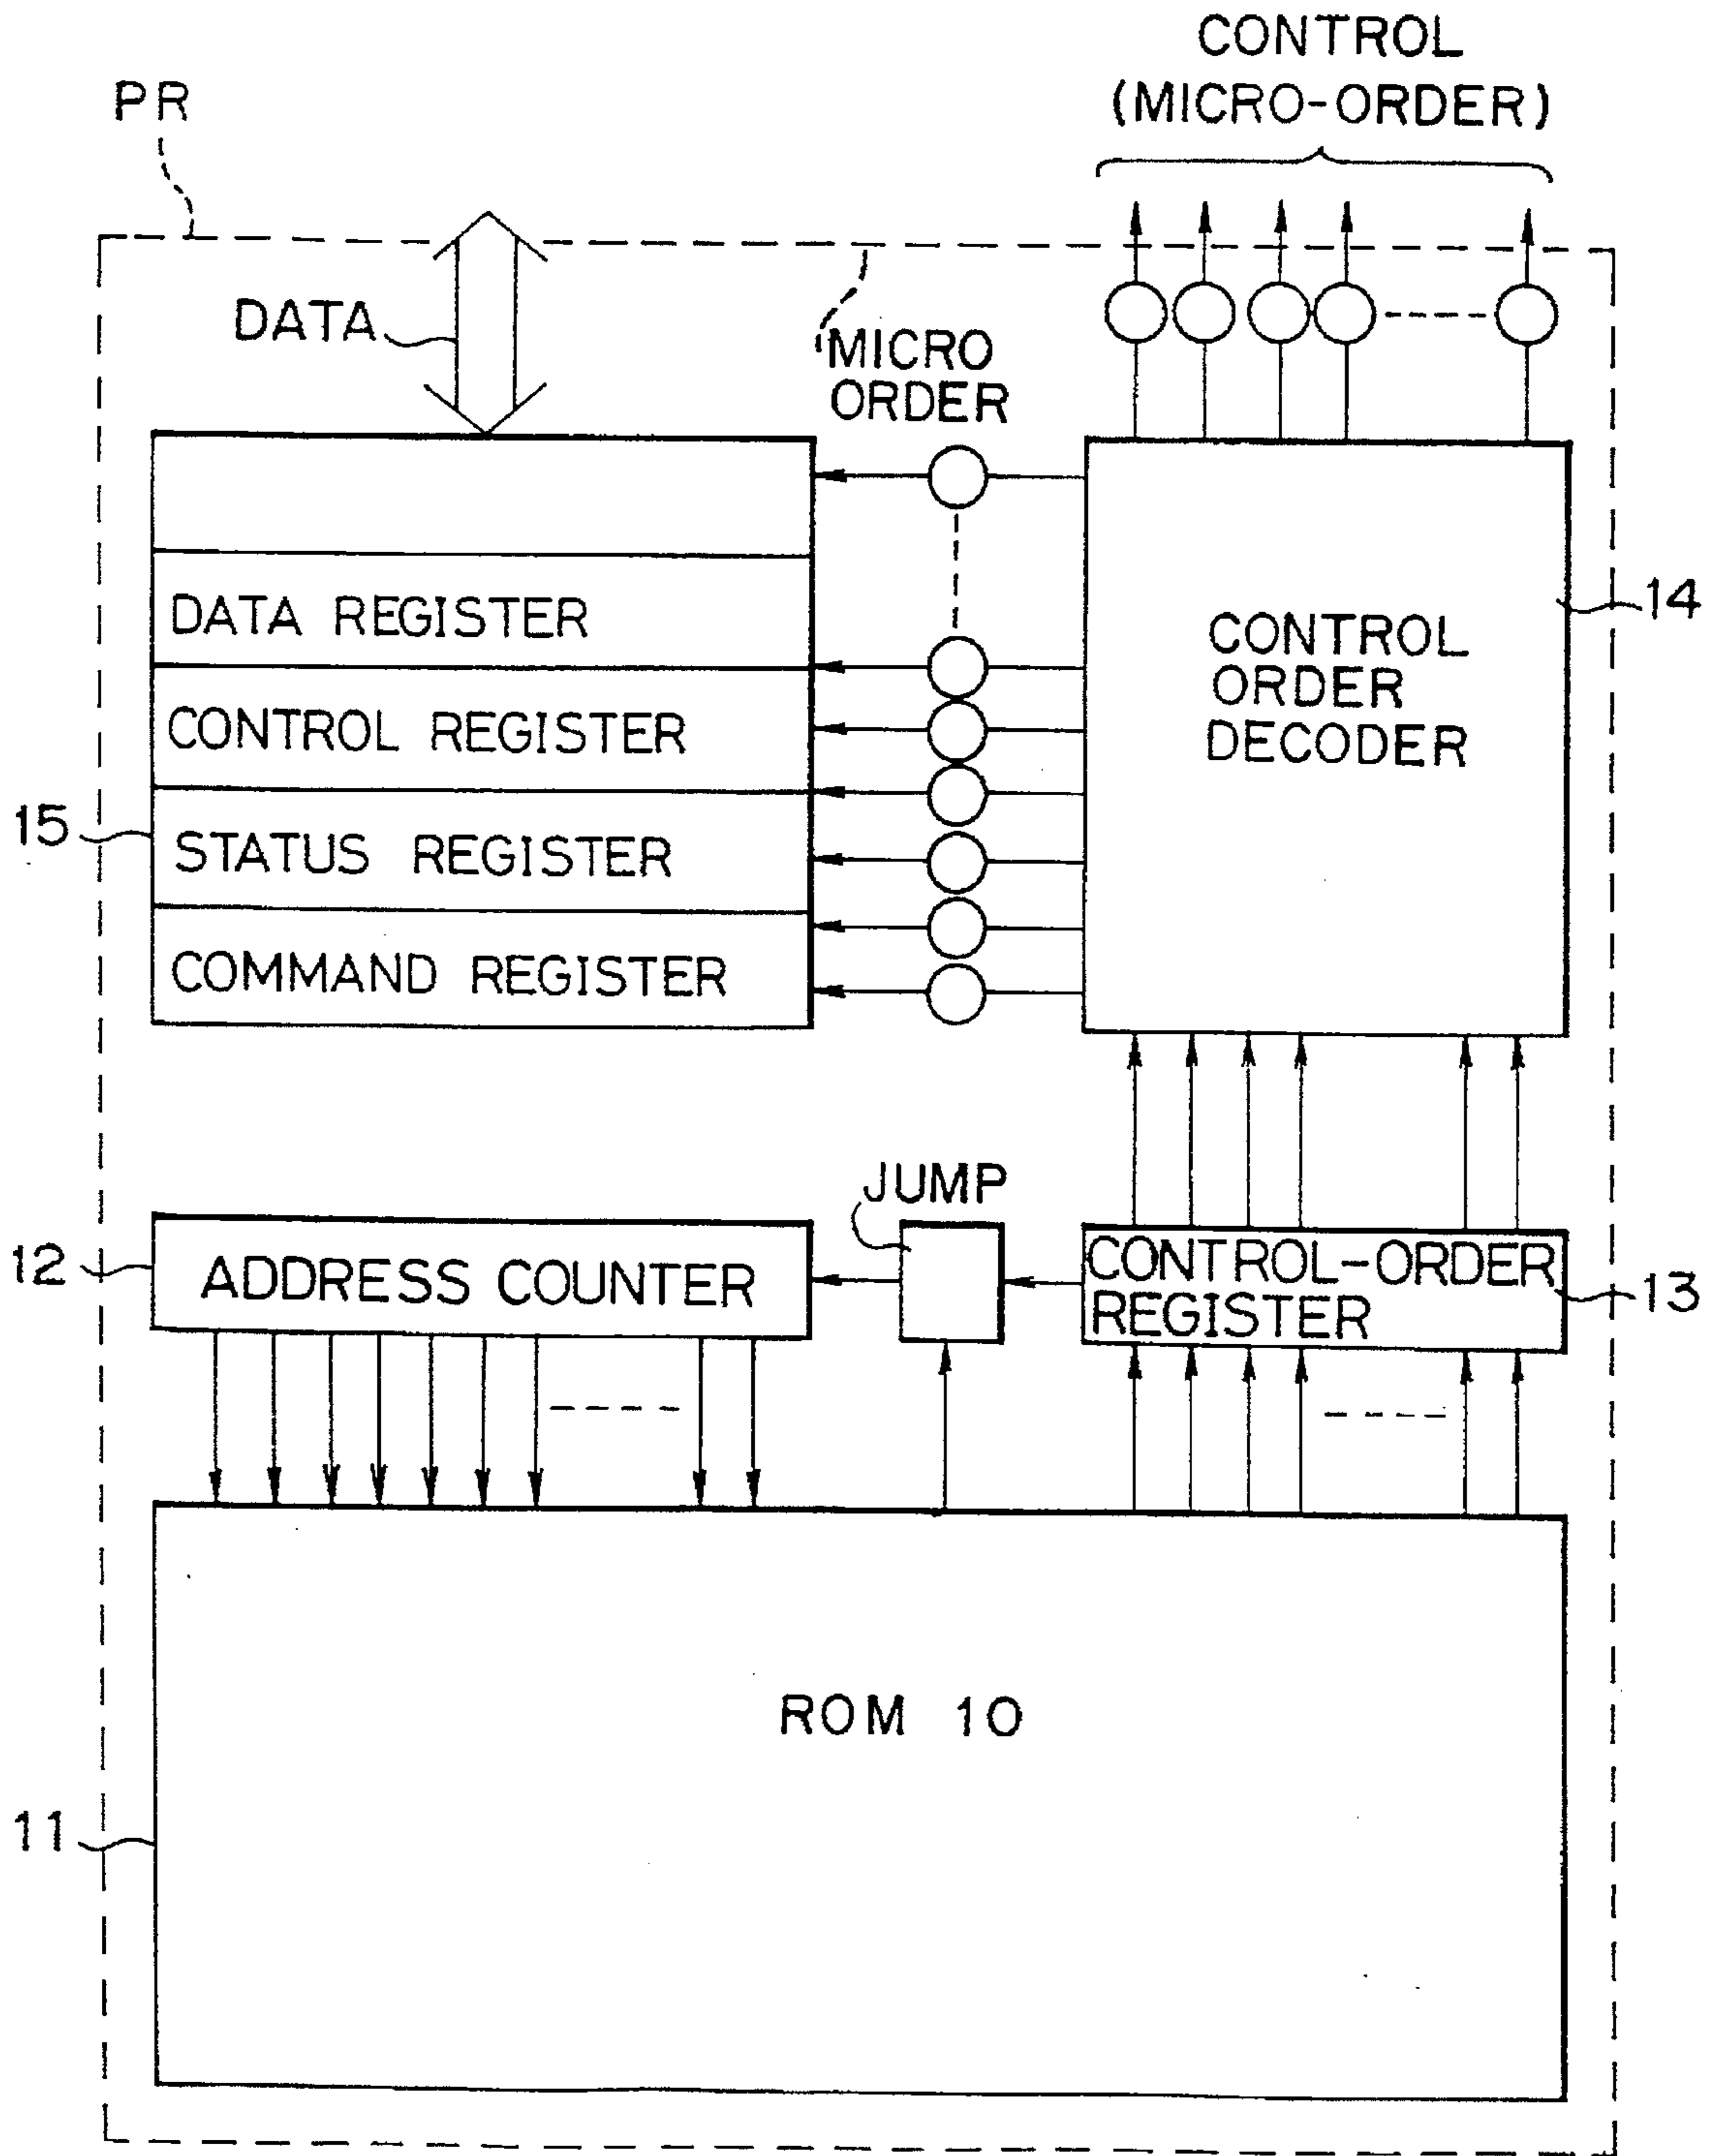 CONTROL
(MICRO-ORDER)
PR
DATA
MICRO
ORDER
DATA REGISTER
CONTROL REGISTER
STATUS REGISTER
COMMAND REGISTER
CONTROL
ORDER
DECODER
14
15
JUMP
12
ADDRESS COUNTER
CONTROL-ORDER
REGISTER
13
ROM 10
11